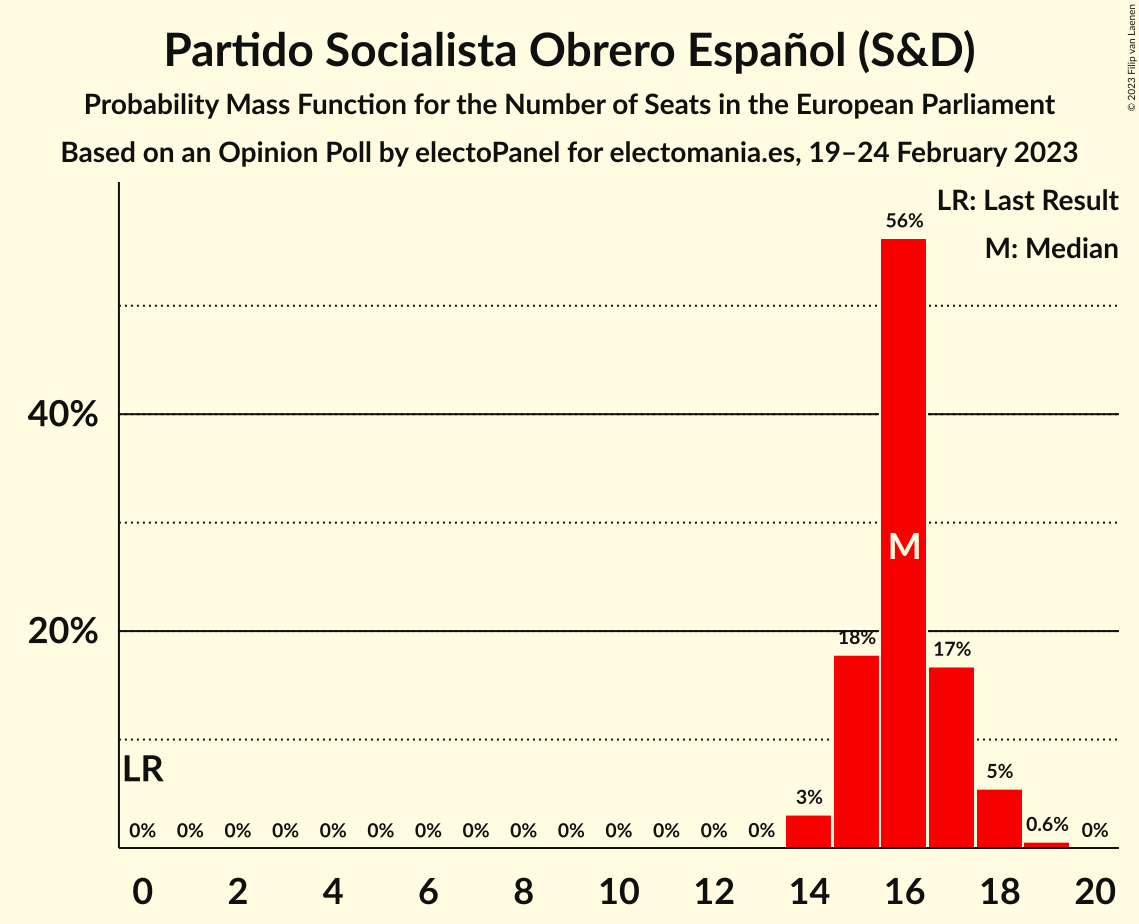 Partido Socialista Obrero Español (S&D)
Probability Mass Function for the Number of Seats in the European Parliament
Based on an Opinion Poll by electoPanel for electomania.es, 19–24 February 2023
© 2023 Filip van Laenen
LR: Last Result
M: Median
56%
40%
M
20%
18%
17%
LR
5%
3%
0% 0% 0% 0% 0% 0% 0% 0% 0% 0% 0% 0% 0% 0% 0.6% 0%
0 2 4 6 8 10 12 14 16 18 20